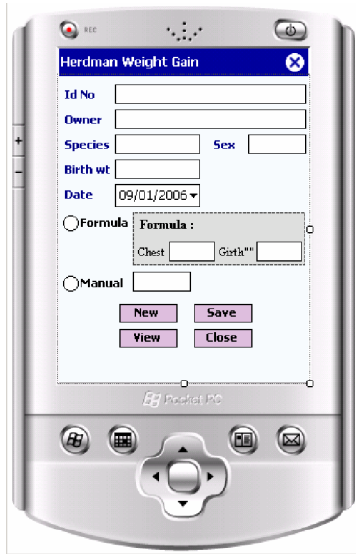 REC
Herdman Weight Gain
Id No
Owner
Species Sex
Birth wt
Date 09/01/2006
Formula Formula :
Chest Girth""
Manual
New Save
View Close
Pocket PC
+
-